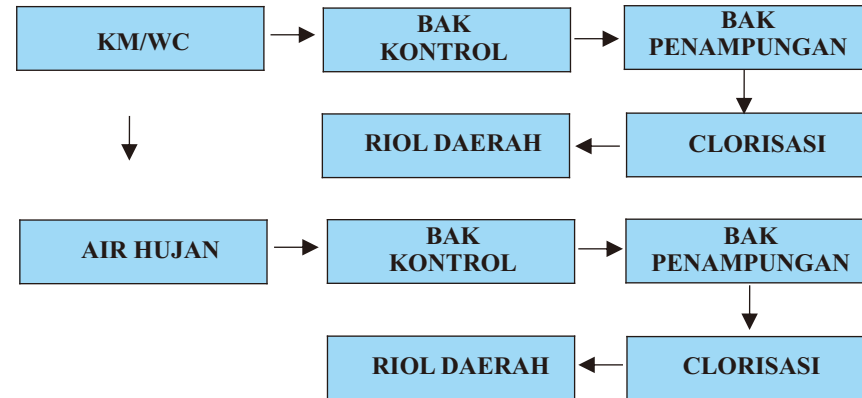 KM/WC
BAK
KONTROL
BAK
PENAMPUNGAN
RIOL DAERAH
CLORISASI
AIR HUJAN
BAK
KONTROL
BAK
PENAMPUNGAN
RIOL DAERAH
CLORISASI